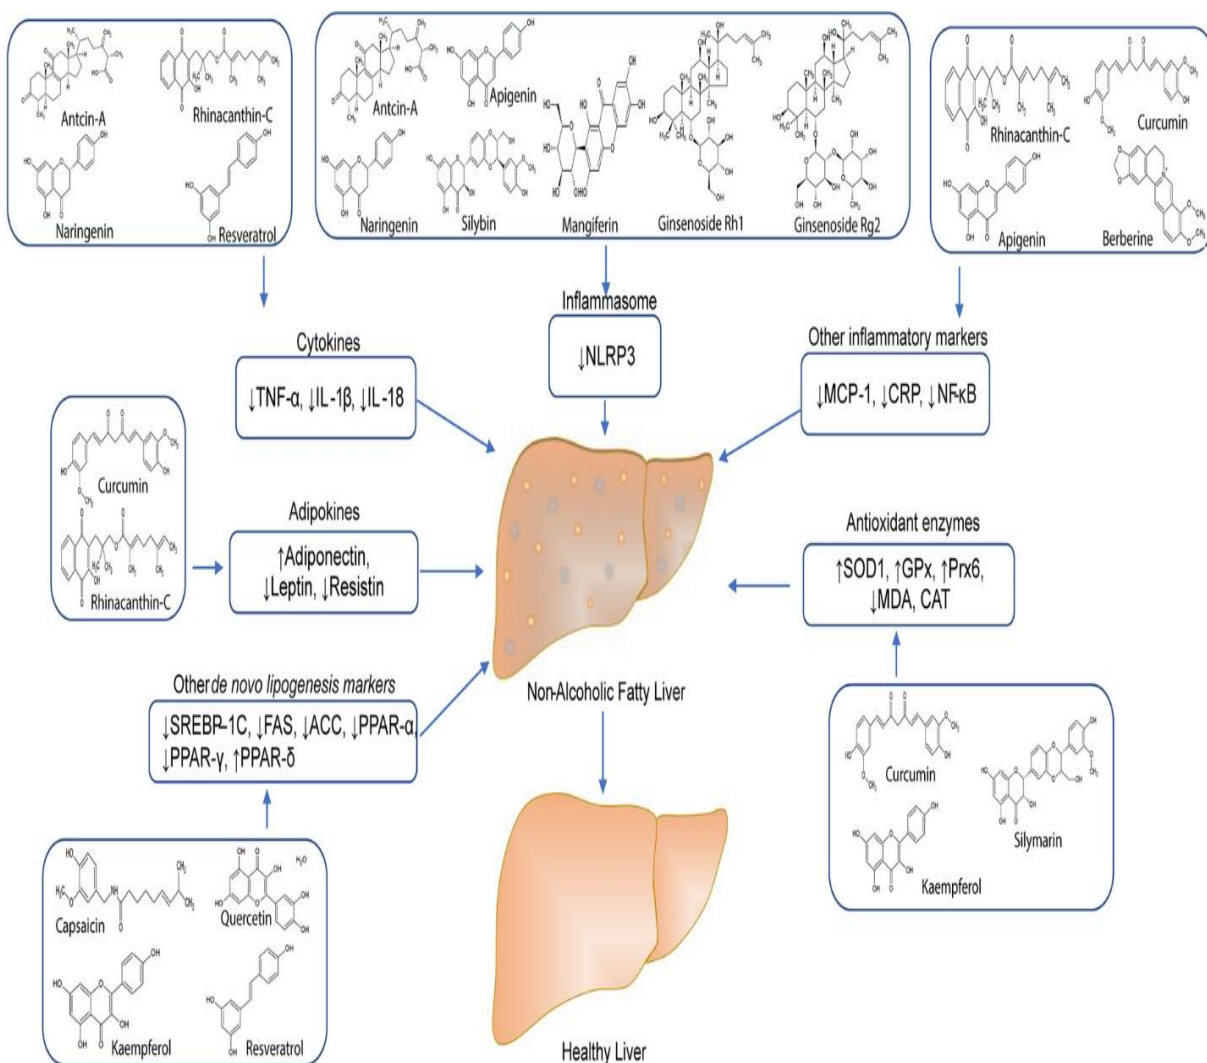 Antcin-A
Rhinacanthin-C
Naringenin
Resveratrol
Antcin-A
Apigenin
Naringenin
Silybin
Mangiferin
Ginsenoside Rh1
Ginsenoside Rg2
Rhinacanthin-C
Curcumin
Apigenin
Berberine
Cytokines
↓TNF-α, ↓IL-1β, ↓IL-18
Inflammasome
↓NLRP3
Other inflammatory markers
↓MCP-1, ↓CRP, ↓NF-κB
Curcumin
Rhinacanthin-C
Adipokines
↑Adiponectin,
↓Leptin, ↓Resistin
Antioxidant enzymes
↑SOD1, ↑GPx, ↑Prx6,
↓MDA, CAT
Other de novo lipogenesis markers
↓SREBP-1C, ↓FAS, ↓ACC, ↓PPAR-α,
↓PPAR-γ, ↑PPAR-δ
Non-Alcoholic Fatty Liver
Curcumin
Silymarin
Kaempferol
Capsaicin
Quercetin
H₂O
Kaempferol
Resveratrol
Healthy Liver